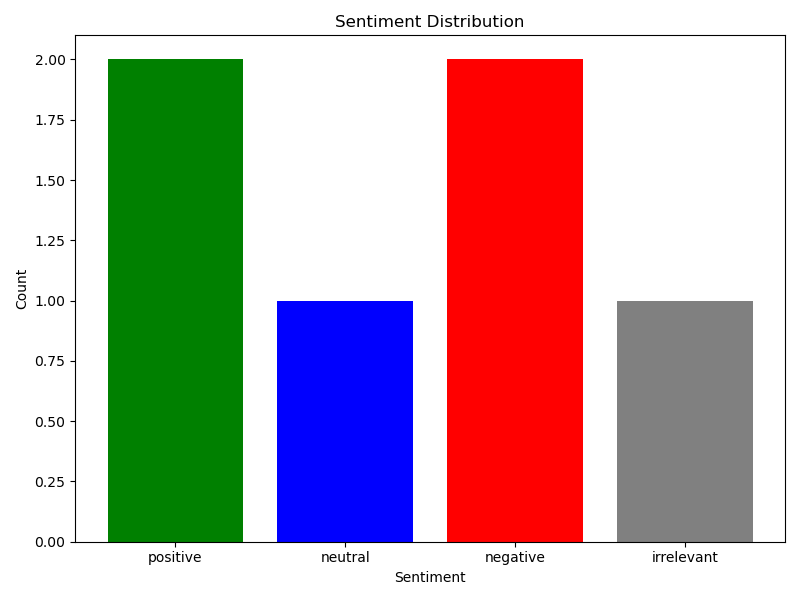 Sentiment Distribution
2.00
1.75
1.50
1.25
1.00
0.75
0.50
0.25
0.00
Count
positive neutral negative irrelevant
Sentiment